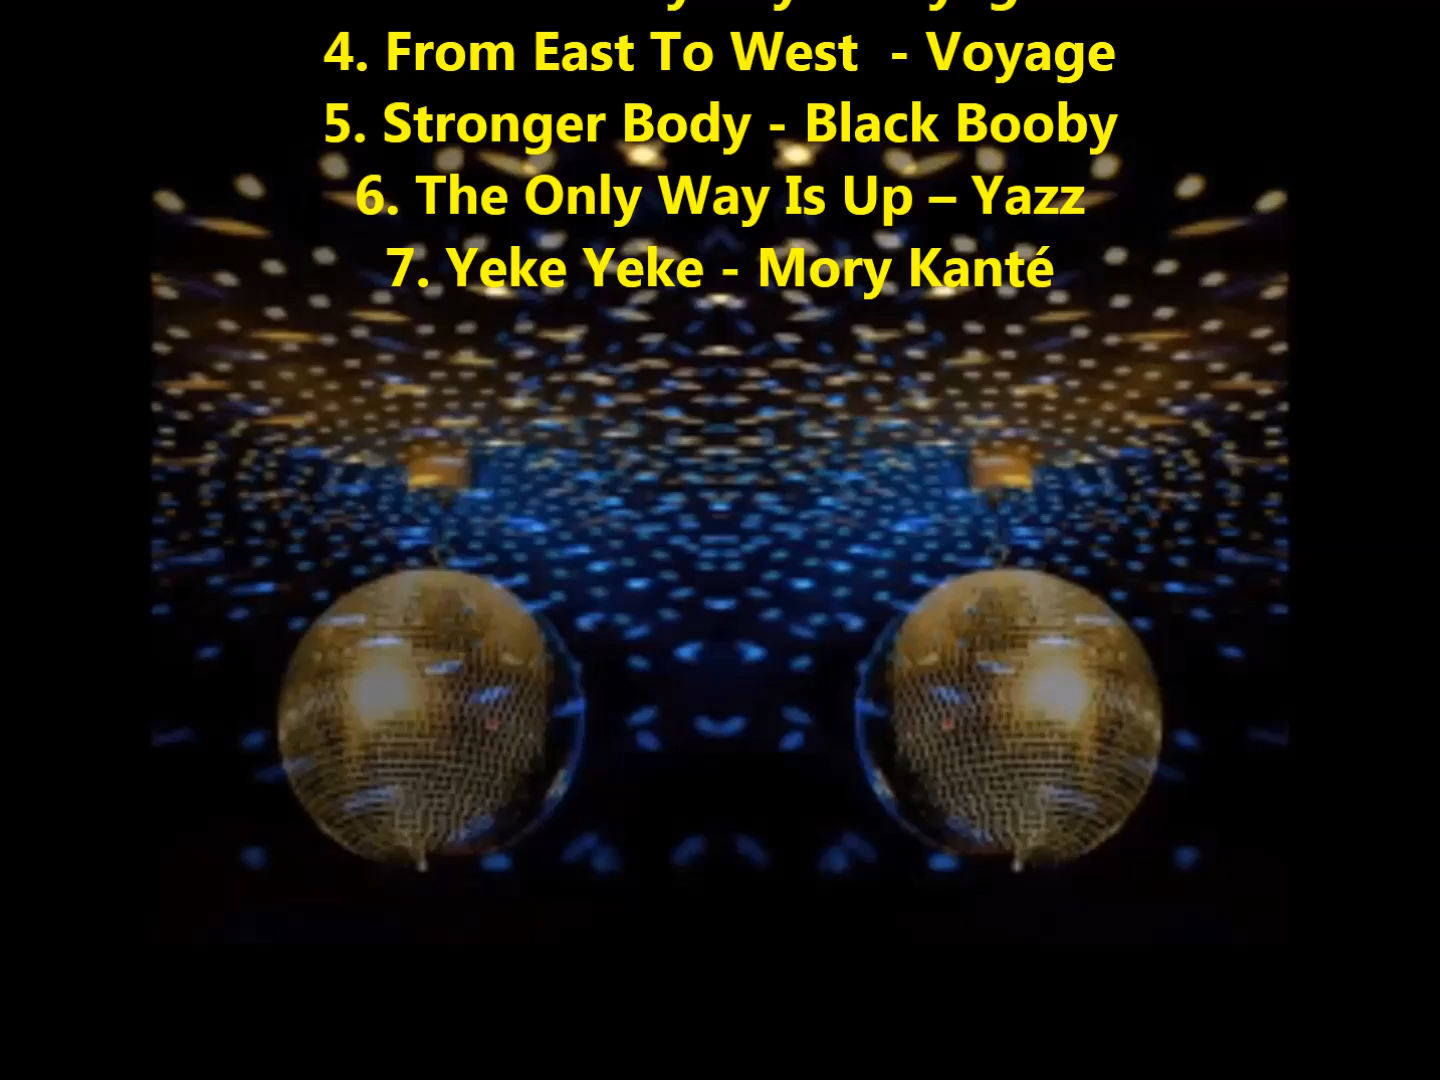 4. From East To West  - Voyage
5. Stronger Body - Black Booby
6. The Only Way Is Up – Yazz
7. Yeke Yeke - Mory Kanté